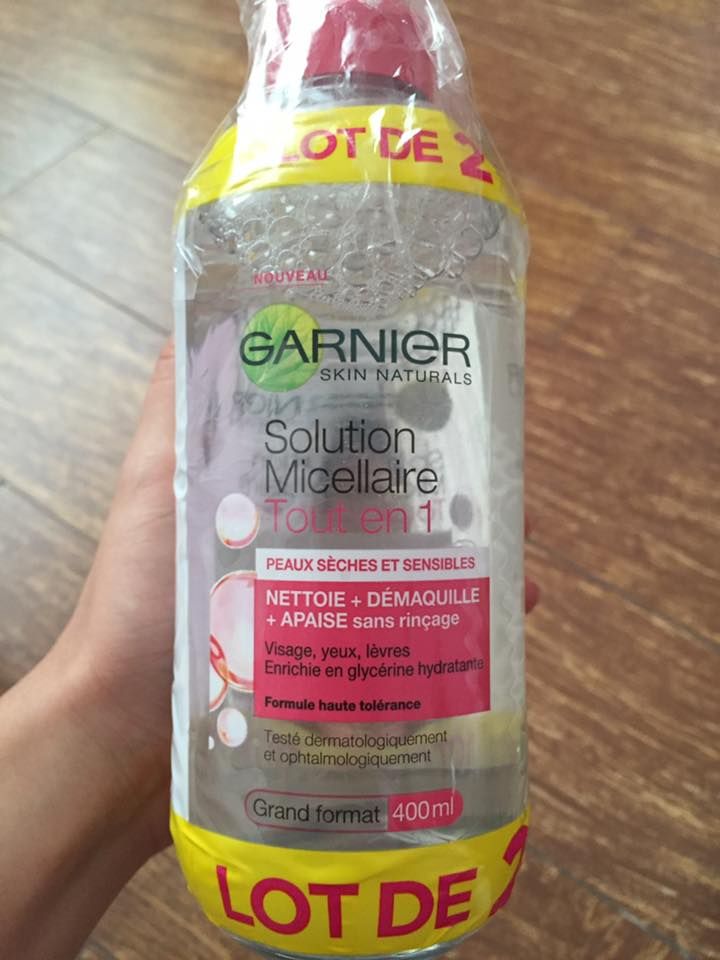 LOT DE 2
NOUVEAU
GARNIER
SKIN NATURALS
Solution
Micellaire
Tout en 1
PEAUX SÈCHES ET SENSIBLES
NETTOIE + DÉMAQUILLE
+ APAISE sans rinçage
Visage, yeux, lèvres
Enrichie en glycérine hydratante
Formule haute tolérance
Testé dermatologiquement
et ophtalmologiquement
Grand format 400ml
LOT DE 2